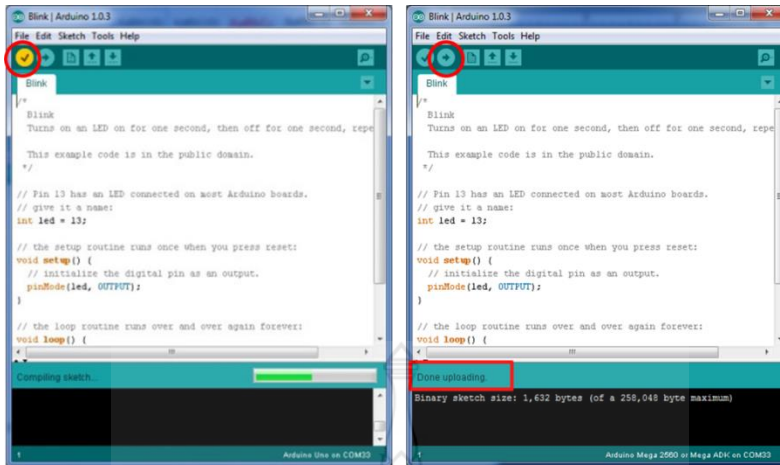 Blink | Arduino 1.0.3
File Edit Sketch Tools Help
Blink
/*
Blink
Turns on an LED on for one second, then off for one second, repe
This example code is in the public domain.
*/
// Pin 13 has an LED connected on most Arduino boards.
// give it a name:
int led = 13;
// the setup routine runs once when you press reset:
void setup() {
// initialize the digital pin as an output.
pinMode(led, OUTPUT);
}
// the loop routine runs over and over again forever:
void loop() {
Compiling sketch...
1
Arduino Uno on COM33
Blink | Arduino 1.0.3
File Edit Sketch Tools Help
Blink
/*
Blink
Turns on an LED on for one second, then off for one second, repe
This example code is in the public domain.
*/
// Pin 13 has an LED connected on most Arduino boards.
// give it a name:
int led = 13;
// the setup routine runs once when you press reset:
void setup() {
// initialize the digital pin as an output.
pinMode(led, OUTPUT);
}
// the loop routine runs over and over again forever:
void loop() {
Done uploading.
Binary sketch size: 1,632 bytes (of a 258,048 byte maximum)
1
Arduino Mega 2560 or Mega ADK on COM33